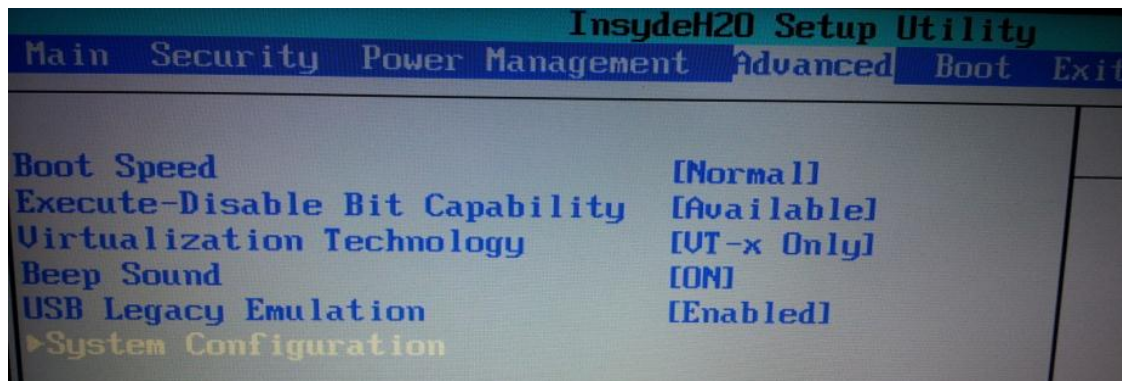 InsydeH2O Setup Utility
Main Security Power Management Advanced Boot Exit
Boot Speed [Normal]
Execute-Disable Bit Capability [Available]
Virtualization Technology [VT-x Only]
Beep Sound [ON]
USB Legacy Emulation [Enabled]
▶System Configuration